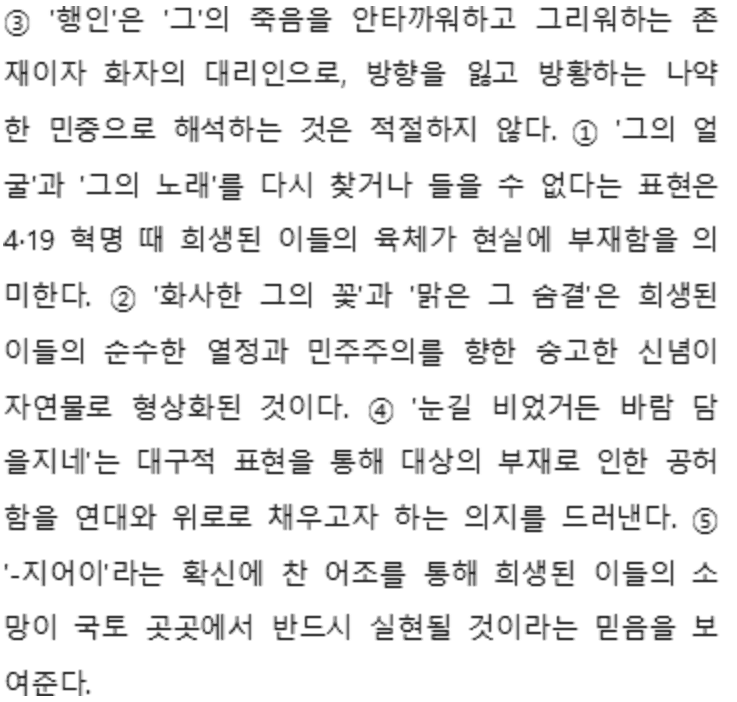 ③ '행인'은 '그'의 죽음을 안타까워하고 그리워하는 존
재이자 화자의 대리인으로, 방향을 잃고 방황하는 나약
한 민중으로 해석하는 것은 적절하지 않다. ① '그의 얼
굴'과 '그의 노래'를 다시 찾거나 들을 수 없다는 표현은
4·19 혁명 때 희생된 이들의 육체가 현실에 부재함을 의
미한다. ② '화사한 그의 꽃'과 '맑은 그 숨결'은 희생된
이들의 순수한 열정과 민주주의를 향한 숭고한 신념이
자연물로 형상화된 것이다. ④ '눈길 비었거든 바람 담
을지네'는 대구적 표현을 통해 대상의 부재로 인한 공허
함을 연대와 위로로 채우고자 하는 의지를 드러낸다. ⑤
'-지어이'라는 확신에 찬 어조를 통해 희생된 이들의 소
망이 국토 곳곳에서 반드시 실현될 것이라는 믿음을 보
여준다.